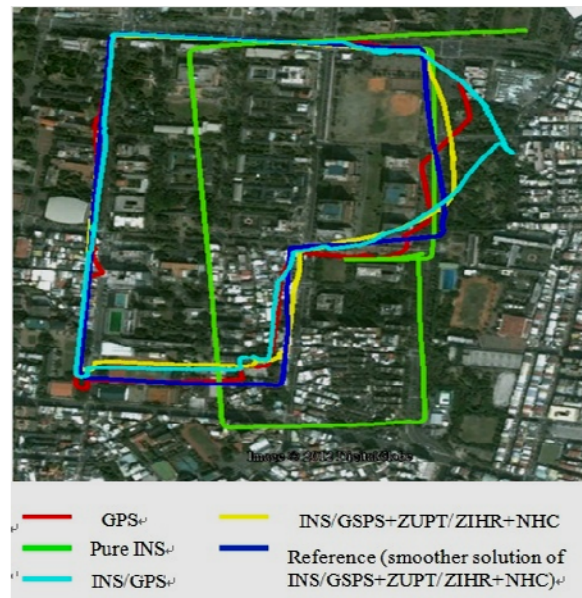 Image © 2012 DigitalGlobe
GPS
Pure INS
INS/GPS
INS/GSPS+ZUPT/ZIHR+NHC
Reference (smoother solution of
INS/GSPS+ZUPT/ZIHR+NHC)